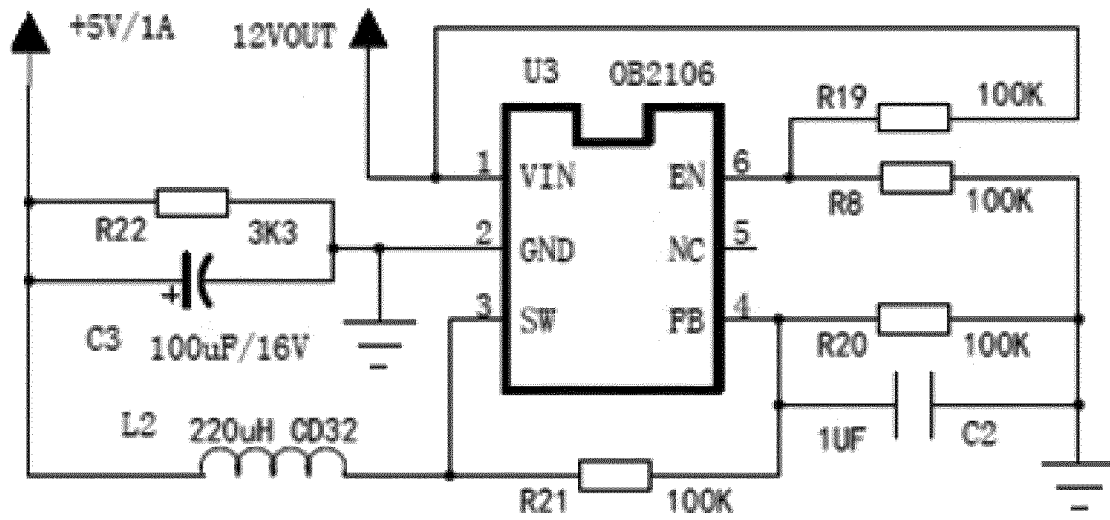 +5V/1A
12VOUT
U3
OB2106
R19
100K
1
VIN
EN
6
R8
100K
R22
3K3
2
GND
NC
5
C3
100uF/16V
3
SW
FB
4
R20
100K
L2
220uH CD32
1UF
C2
R21
100K